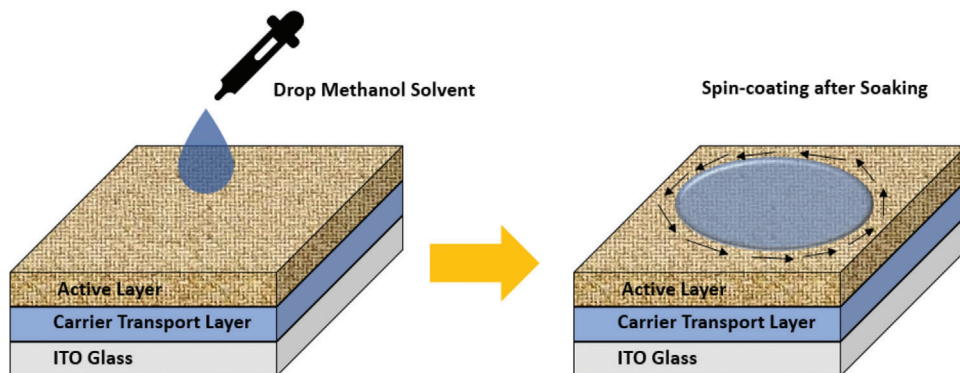 Drop Methanol Solvent
Spin-coating after Soaking
Active Layer
Carrier Transport Layer
ITO Glass
Active Layer
Carrier Transport Layer
ITO Glass